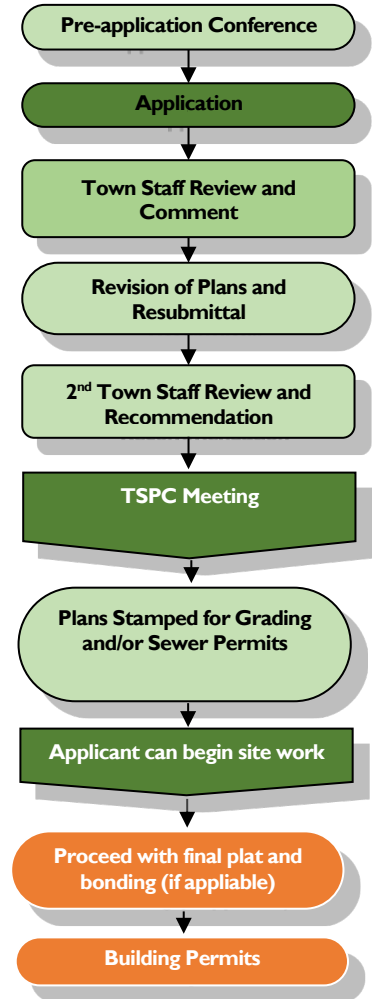 Pre-application Conference
Application
Town Staff Review and
Comment
Revision of Plans and
Resubmittal
2nd Town Staff Review and
Recommendation
TSPC Meeting
Plans Stamped for Grading
and/or Sewer Permits
Applicant can begin site work
Proceed with final plat and
bonding (if appliable)
Building Permits